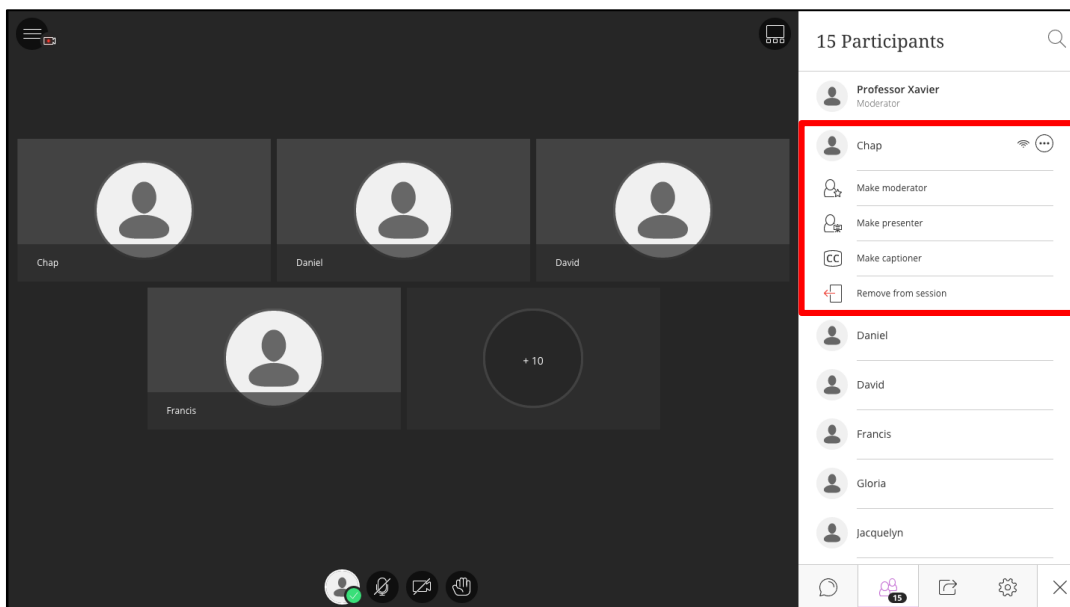 15 Participants
Professor Xavier
Moderator
Chap
Make moderator
Make presenter
CC Make captioner
Remove from session
Daniel
David
Francis
Gloria
Jacquelyn
15
Chap
Daniel
David
Francis
+ 10